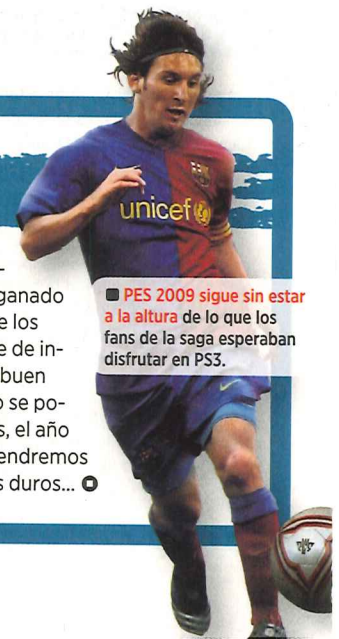 unicef
ganado
e los
e de in-
buen
o se po-
s, el año
endremos
s duros...
PES 2009 sigue sin estar
a la altura de lo que los
fans de la saga esperaban
disfrutar en PS3.